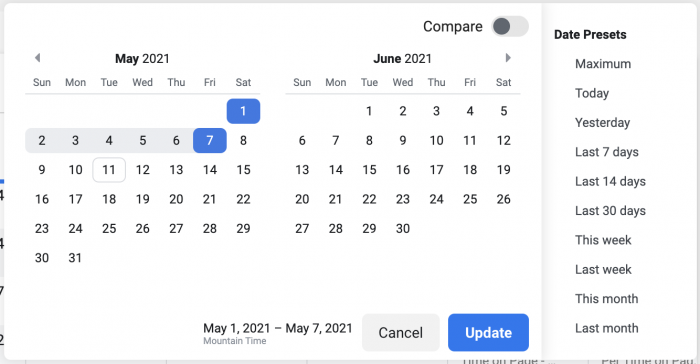 Compare
May 2021
Sun Mon Tue Wed Thu Fri Sat
1
2 3 4 5 6 7 8
9 10 11 12 13 14 15
16 17 18 19 20 21 22
23 24 25 26 27 28 29
30 31
June 2021
Sun Mon Tue Wed Thu Fri Sat
1 2 3 4 5
6 7 8 9 10 11 12
13 14 15 16 17 18 19
20 21 22 23 24 25 26
27 28 29 30
May 1, 2021 – May 7, 2021
Mountain Time
Cancel
Update
Date Presets
Maximum
Today
Yesterday
Last 7 days
Last 14 days
Last 30 days
This week
Last week
This month
Last month